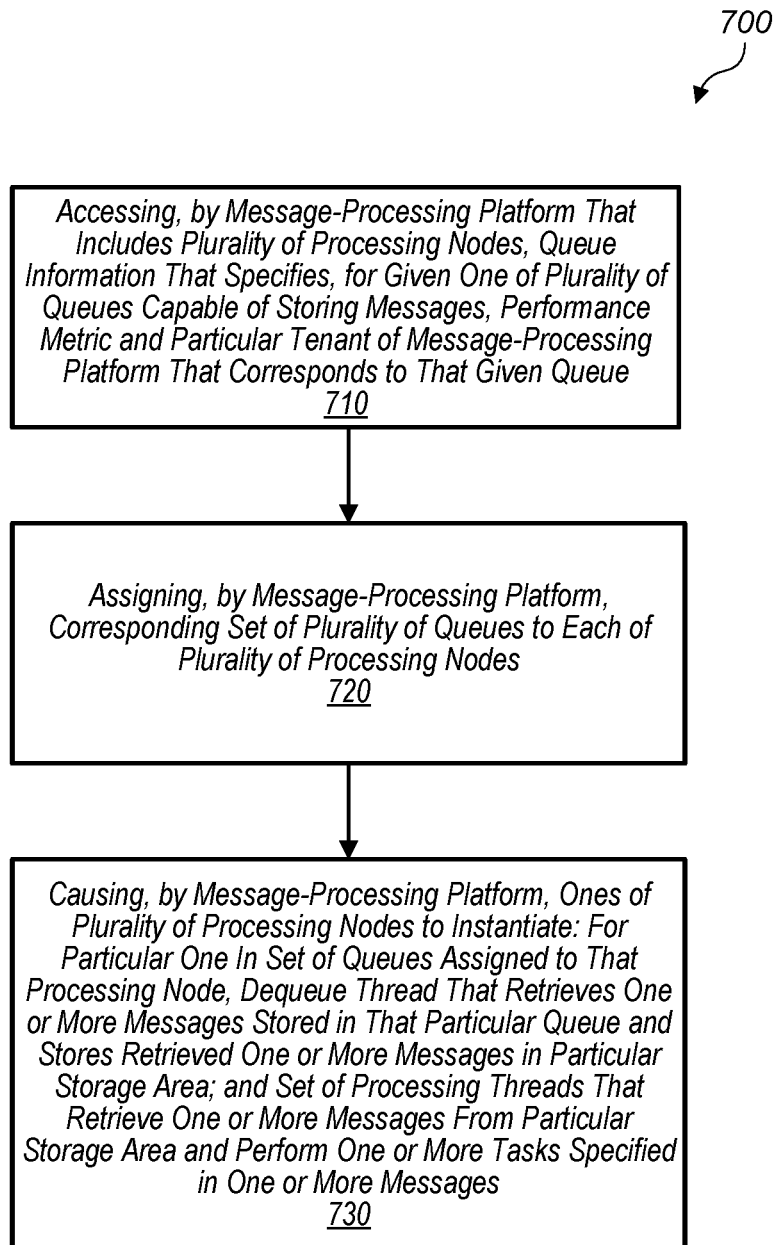 700
Accessing, by Message-Processing Platform That
Includes Plurality of Processing Nodes, Queue
Information That Specifies, for Given One of Plurality of
Queues Capable of Storing Messages, Performance
Metric and Particular Tenant of Message-Processing
Platform That Corresponds to That Given Queue
710
Assigning, by Message-Processing Platform,
Corresponding Set of Plurality of Queues to Each of
Plurality of Processing Nodes
720
Causing, by Message-Processing Platform, Ones of
Plurality of Processing Nodes to Instantiate: For
Particular One In Set of Queues Assigned to That
Processing Node, Dequeue Thread That Retrieves One
or More Messages Stored in That Particular Queue and
Stores Retrieved One or More Messages in Particular
Storage Area; and Set of Processing Threads That
Retrieve One or More Messages From Particular
Storage Area and Perform One or More Tasks Specified
in One or More Messages
730